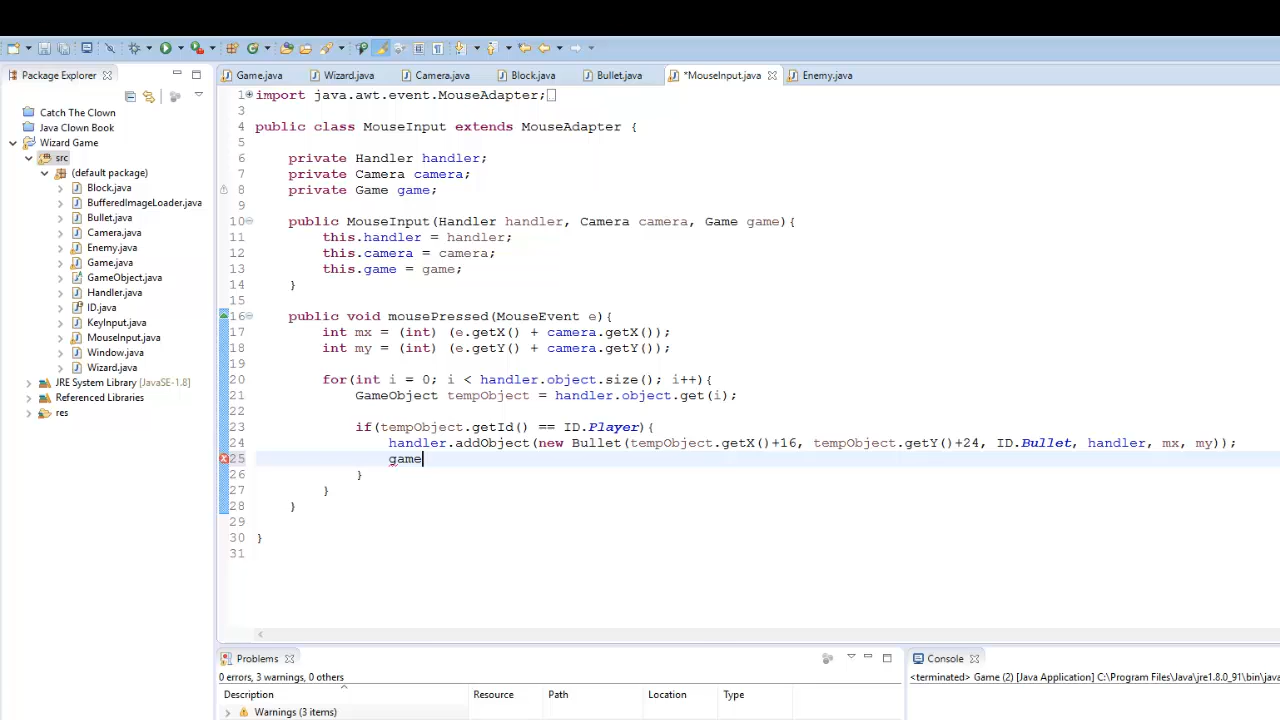 Package Explorer
Game.java
Wizard.java
Camera.java
Block.java
Bullet.java
*MouseInput.java
Enemy.java
Catch The Clown
Java Clown Book
Wizard Game
src
(default package)
Block.java
BufferedImageLoader.java
Bullet.java
Camera.java
Enemy.java
Game.java
GameObject.java
Handler.java
ID.java
KeyInput.java
MouseInput.java
Window.java
Wizard.java
JRE System Library [JavaSE-1.8]
Referenced Libraries
res
1 import java.awt.event.MouseAdapter;
3
4 public class MouseInput extends MouseAdapter {
5
6 private Handler handler;
7 private Camera camera;
8 private Game game;
9
10 public MouseInput(Handler handler, Camera camera, Game game){
11 this.handler = handler;
12 this.camera = camera;
13 this.game = game;
14 }
15
16 public void mousePressed(MouseEvent e){
17 int mx = (int) (e.getX() + camera.getX());
18 int my = (int) (e.getY() + camera.getY());
19
20 for(int i = 0; i < handler.object.size(); i++){
21 GameObject tempObject = handler.object.get(i);
22
23 if(tempObject.getId() == ID.Player){
24 handler.addObject(new Bullet(tempObject.getX()+16, tempObject.getY()+24, ID.Bullet, handler, mx, my));
25 game
26 }
27 }
28 }
29
30 }
31
Problems
0 errors, 3 warnings, 0 others
Description Resource Path Location Type
Warnings (3 items)
Console
<terminated> Game (2) [Java Application] C:\Program Files\Java\jre1.8.0_91\bin\java